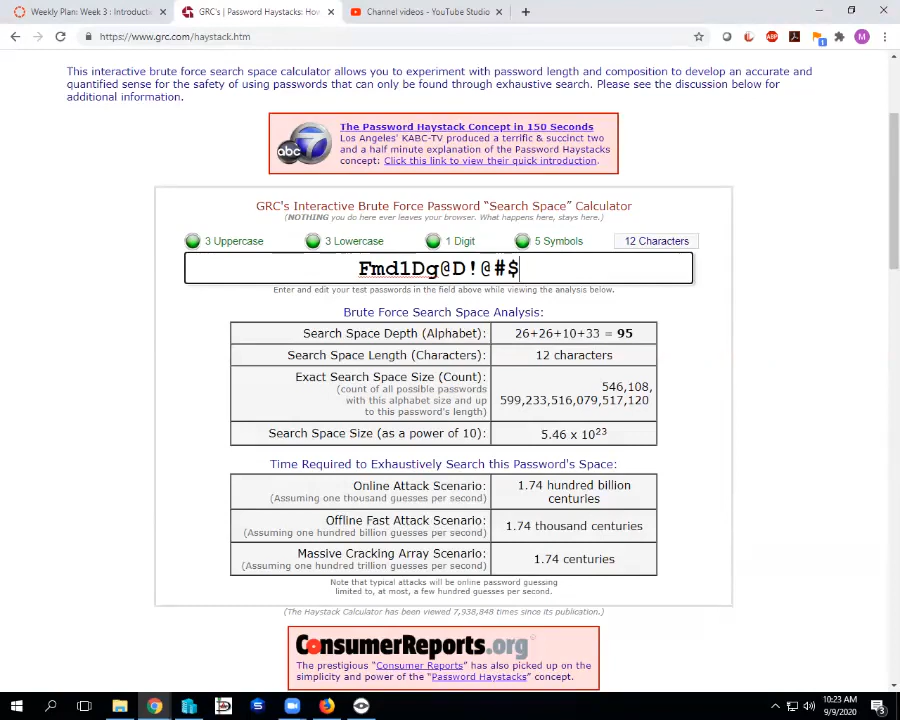 Weekly Plan: Week 3 : Introducti
GRC's | Password Haystacks: Ho
Channel videos - YouTube Studio
https://www.grc.com/haystack.htm
This interactive brute force search space calculator allows you to experiment with password length and composition to develop an accurate and
quantified sense for the safety of using passwords that can only be found through exhaustive search. Please see the discussion below for
additional information.
The Password Haystack Concept in 150 Seconds
Los Angeles' KABC-TV produced a terrific & succinct two
and a half minute explanation of the Password Haystacks
concept: Click this link to view their quick introduction.
abc 7
GRC's Interactive Brute Force Password “Search Space” Calculator
(NOTHING you do here ever leaves your browser. What happens here, stays here.)
3 Uppercase
3 Lowercase
1 Digit
5 Symbols
12 Characters
Fmd1Dg@D!@#$
Enter and edit your test passwords in the field above while viewing the analysis below.
Brute Force Search Space Analysis:
Search Space Depth (Alphabet): 26+26+10+33 = 95
Search Space Length (Characters): 12 characters
Exact Search Space Size (Count):
(count of all possible passwords
with this alphabet size and up
to this password's length)
546,108,
599,233,516,079,517,120
Search Space Size (as a power of 10): 5.46 x 10²³
Time Required to Exhaustively Search this Password's Space:
Online Attack Scenario:
(Assuming one thousand guesses per second)
1.74 hundred billion
centuries
Offline Fast Attack Scenario:
(Assuming one hundred billion guesses per second)
1.74 thousand centuries
Massive Cracking Array Scenario:
(Assuming one hundred trillion guesses per second)
1.74 centuries
Note that typical attacks will be online password guessing
limited to, at most, a few hundred guesses per second.
(The Haystack Calculator has been viewed 7,938,848 times since its publication.)
ConsumerReports.org
The prestigious “Consumer Reports” has also picked up on the
simplicity and power of the “Password Haystacks” concept.
10:23 AM
9/9/2020